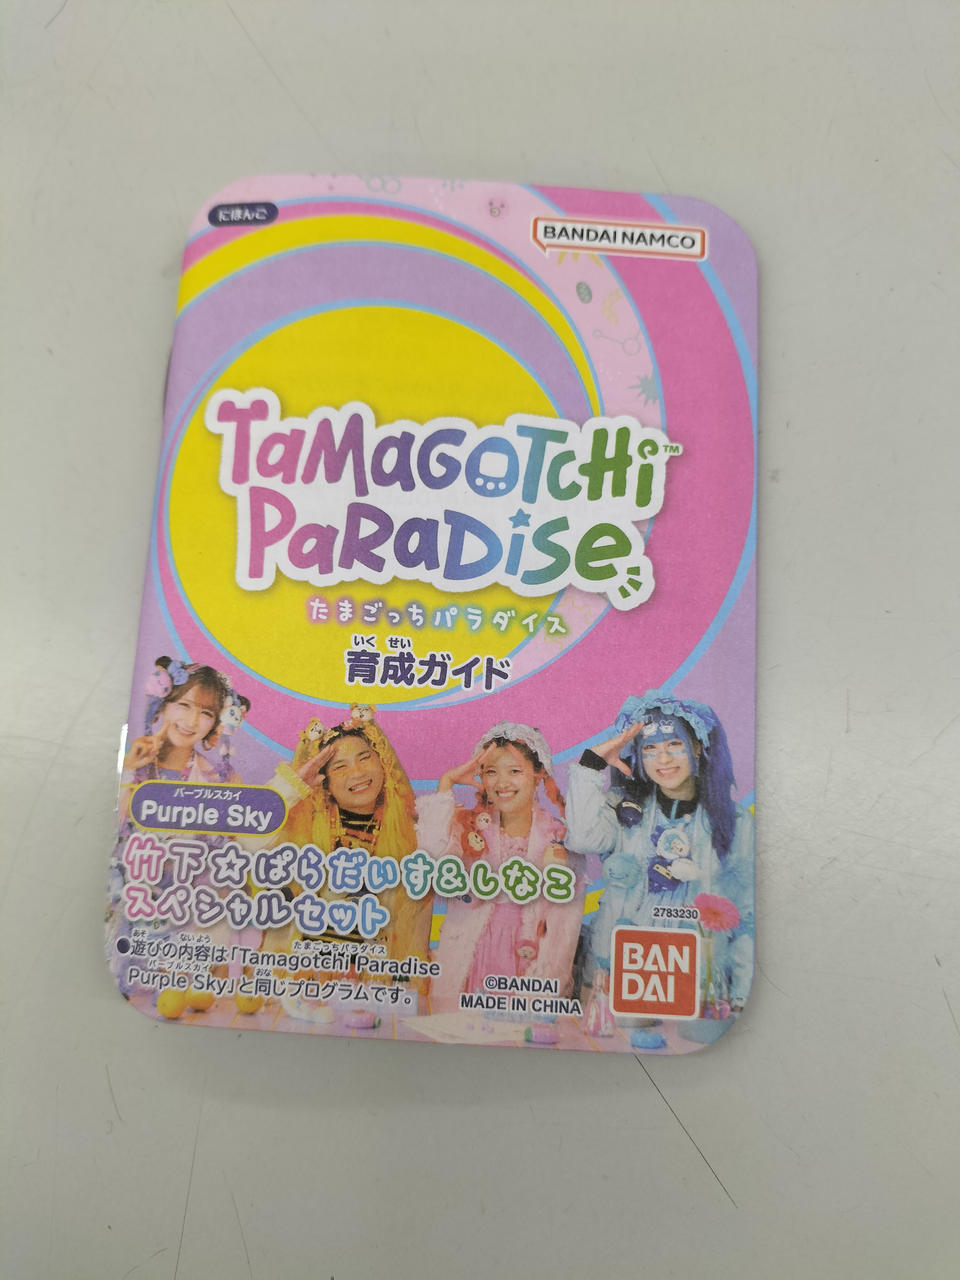 にほんご
BANDAI NAMCO
TaMaGOTCHi™
PaRaDiSe
たまごっちパラダイス
いく せい
育成ガイド
パープルスカイ
Purple Sky
竹下☆ぱらだいす&しなこ
スペシャルセット
2783230
あそ ないよう たまごっちパラダイス
●遊びの内容は「Tamagotchi Paradise
パープルスカイ おな
Purple Sky」と同じプログラムです。
©BANDAI
MADE IN CHINA
BAN
DAI